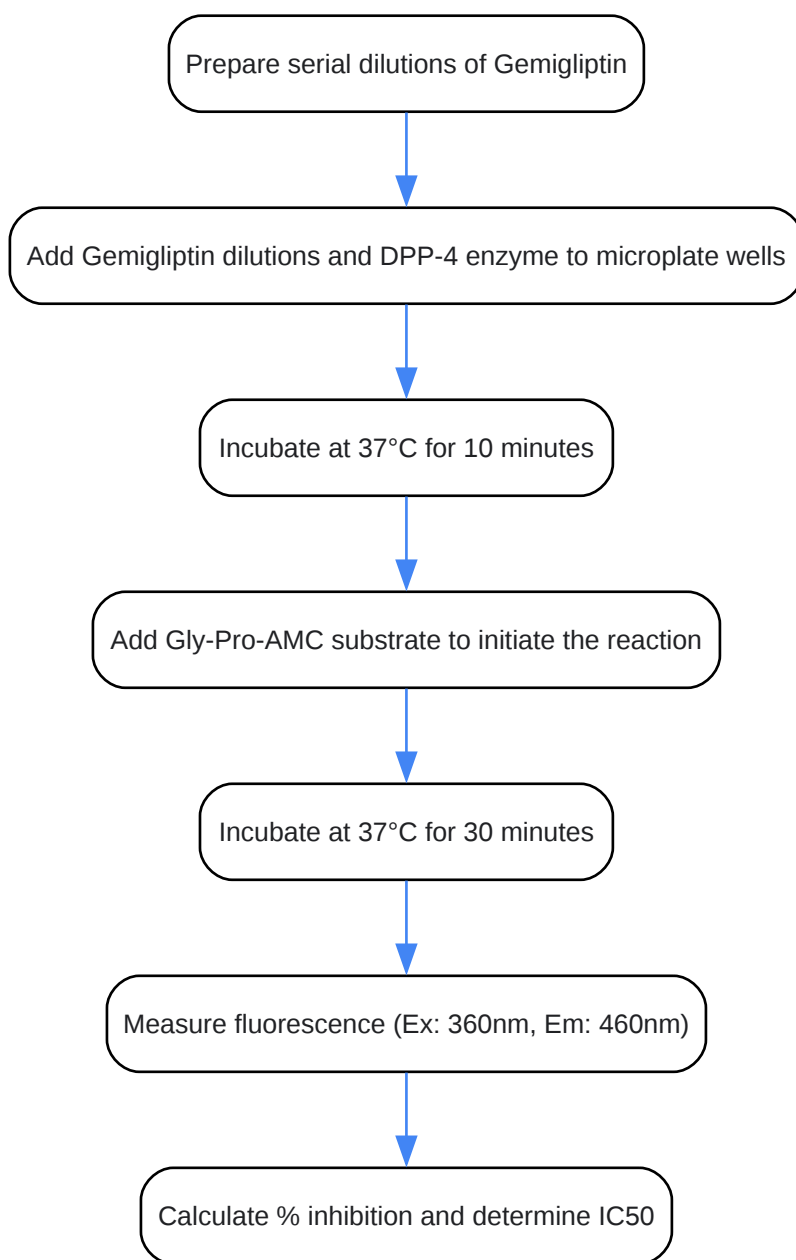 Prepare serial dilutions of Gemigliptin
Add Gemigliptin dilutions and DPP-4 enzyme to microplate wells
Incubate at 37°C for 10 minutes
Add Gly-Pro-AMC substrate to initiate the reaction
Incubate at 37°C for 30 minutes
Measure fluorescence (Ex: 360nm, Em: 460nm)
Calculate % inhibition and determine IC50